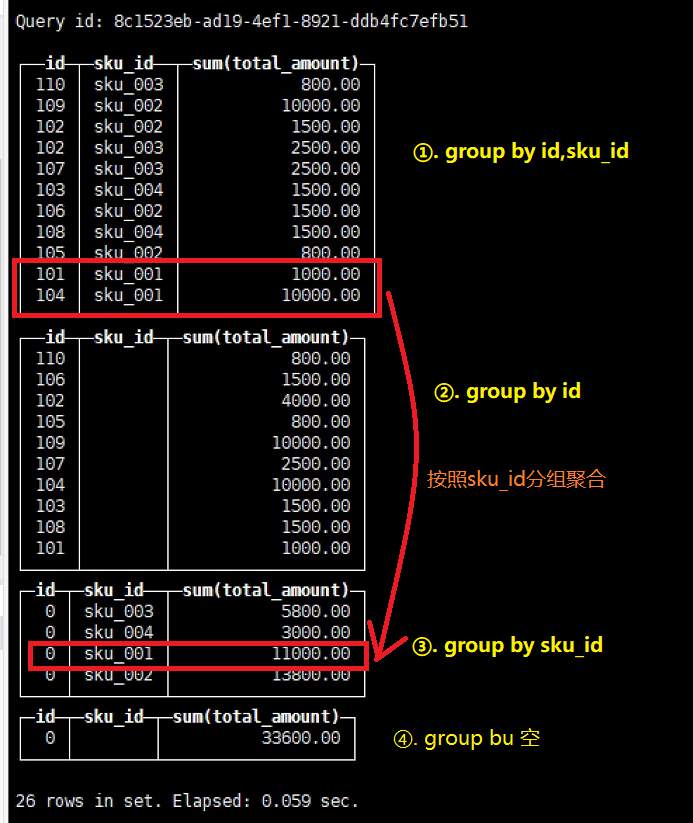 Query id: 8c1523eb-ad19-4ef1-8921-ddb4fc7efb51
id sku_id sum(total_amount)
110 sku_003 800.00
109 sku_002 10000.00
102 sku_002 1500.00
102 sku_003 2500.00
107 sku_003 2500.00
103 sku_004 1500.00
106 sku_002 1500.00
108 sku_004 1500.00
105 sku_002 800.00
101 sku_001 1000.00
104 sku_001 10000.00
①. group by id,sku_id
id sku_id sum(total_amount)
110 800.00
106 1500.00
102 4000.00
105 800.00
109 10000.00
107 2500.00
104 10000.00
103 1500.00
108 1500.00
101 1000.00
②. group by id
按照sku_id分组聚合
id sku_id sum(total_amount)
0 sku_003 5800.00
0 sku_004 3000.00
0 sku_001 11000.00
0 sku_002 13800.00
③. group by sku_id
id sku_id sum(total_amount)
0 33600.00
④. group bu 空
26 rows in set. Elapsed: 0.059 sec.